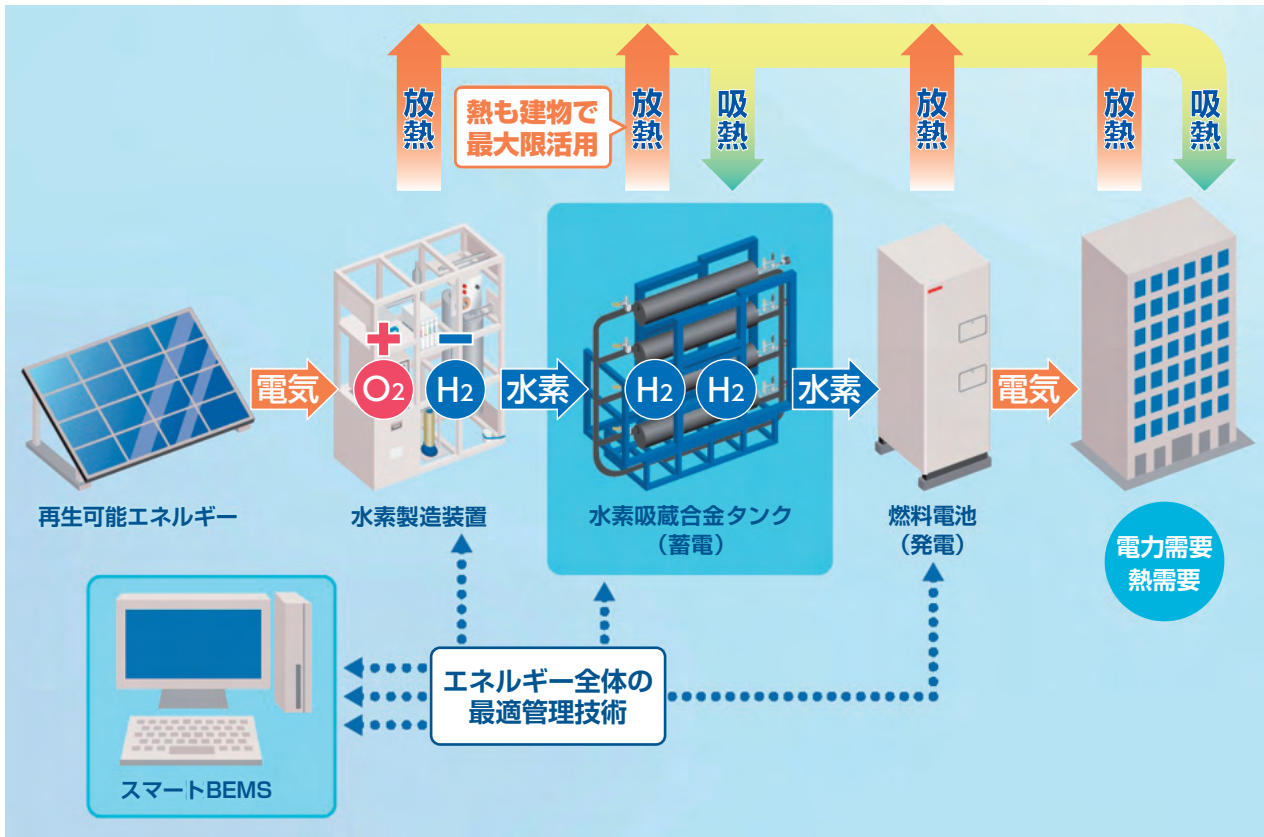 放熱
熱も建物で
最大限活用
放熱
吸熱
放熱
放熱
吸熱
電気
+
O2
−
H2
水素
H2
H2
水素
電気
再生可能エネルギー
水素製造装置
水素吸蔵合金タンク
（蓄電）
燃料電池
（発電）
電力需要
熱需要
エネルギー全体の
最適管理技術
スマートBEMS